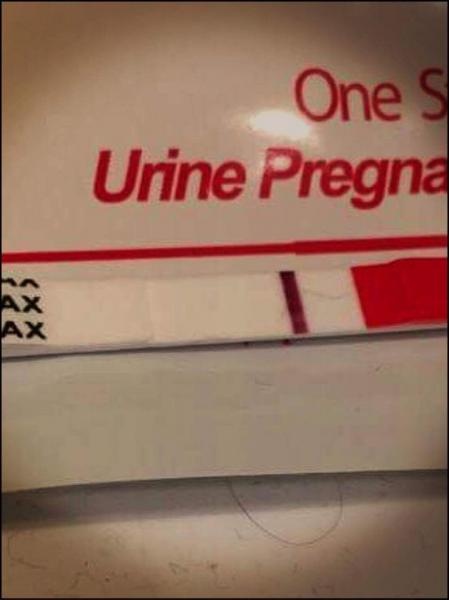 One S
Urine Pregna
AX
AX